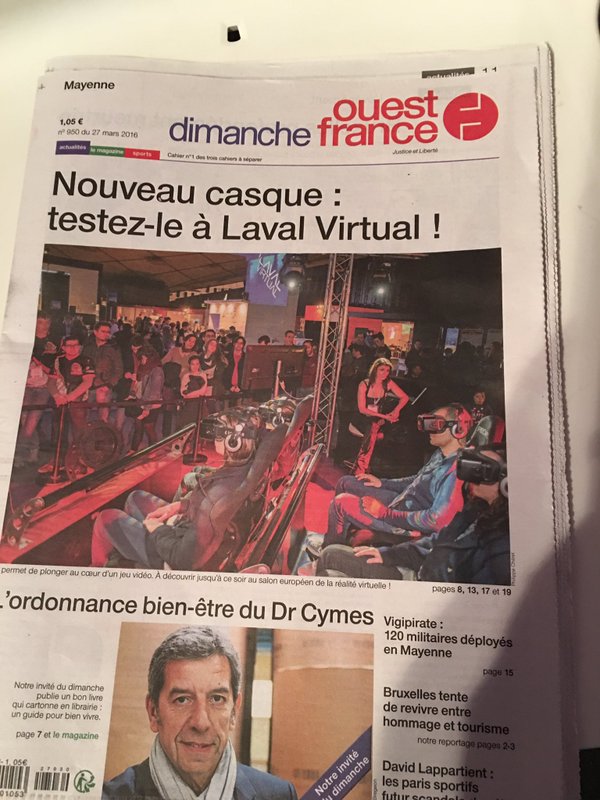 Mayenne
actualités
1,05 €
n° 950 du 27 mars 2016
actualités le magazine sports
dimanche ouest
france
Justice et Liberté
Cahier n°1 des trois cahiers à séparer
Nouveau casque :
testez-le à Laval Virtual !
LAVAL
VIRTUAL
permet de plonger au cœur d'un jeu vidéo. À découvrir jusqu'à ce soir au salon européen de la réalité virtuelle !
Philippe Chérel
pages 8, 13, 17 et 19
L'ordonnance bien-être du Dr Cymes
Notre invité du dimanche
publie un bon livre
qui cartonne en librairie :
un guide pour bien vivre.
page 7 et le magazine
Notre invité
du dimanche
Vigipirate :
120 militaires déployés
en Mayenne
page 15
Bruxelles tente
de revivre entre
hommage et tourisme
notre reportage pages 2-3
David Lappartient :
les paris sportifs
futur
1,05€
27000
01053